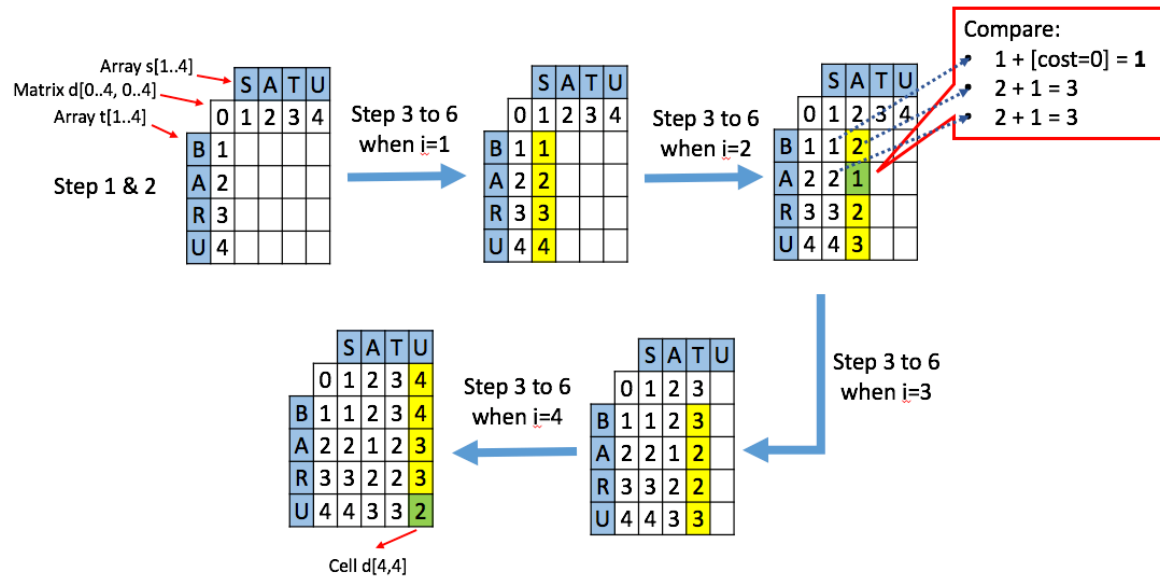 Array s[1..4]
Matrix d[0..4, 0..4]
Array t[1..4]
Step 1 & 2
S A T U
0 1 2 3 4
B 1
A 2
R 3
U 4
Step 3 to 6
when i=1
S A T U
0 1 2 3 4
B 1 1
A 2 2
R 3 3
U 4 4
Step 3 to 6
when i=2
S A T U
0 1 2 3 4
B 1 1 2
A 2 2 1
R 3 3 2
U 4 4 3
Compare:
• 1 + [cost=0] = 1
• 2 + 1 = 3
• 2 + 1 = 3
Step 3 to 6
when i=3
S A T U
0 1 2 3
B 1 1 2 3
A 2 2 1 2
R 3 3 2 2
U 4 4 3 3
Step 3 to 6
when i=4
S A T U
0 1 2 3 4
B 1 1 2 3 4
A 2 2 1 2 3
R 3 3 2 2 3
U 4 4 3 3 2
Cell d[4,4]